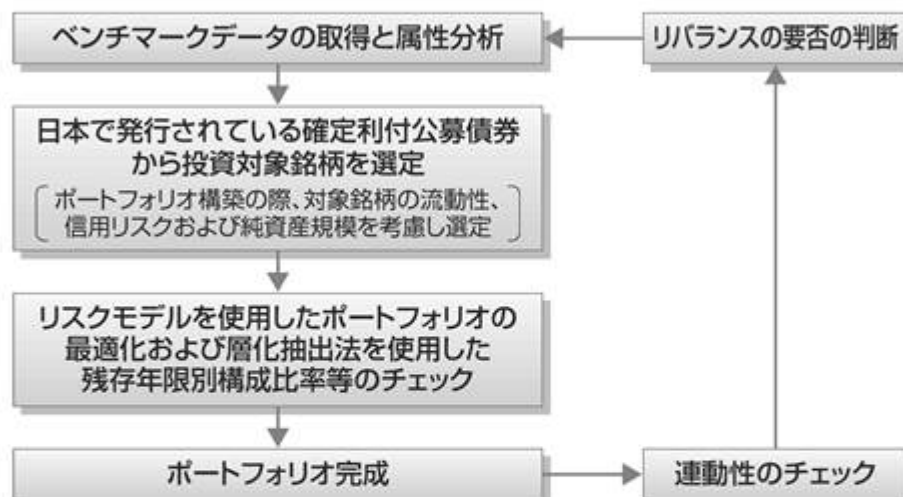 ベンチマークデータの取得と属性分析
リバランスの要否の判断
日本で発行されている確定利付公募債券
から投資対象銘柄を選定
ポートフォリオ構築の際、対象銘柄の流動性、
信用リスクおよび純資産規模を考慮し選定
リスクモデルを使用したポートフォリオの
最適化および層化抽出法を使用した
残存年限別構成比率等のチェック
ポートフォリオ完成
連動性のチェック